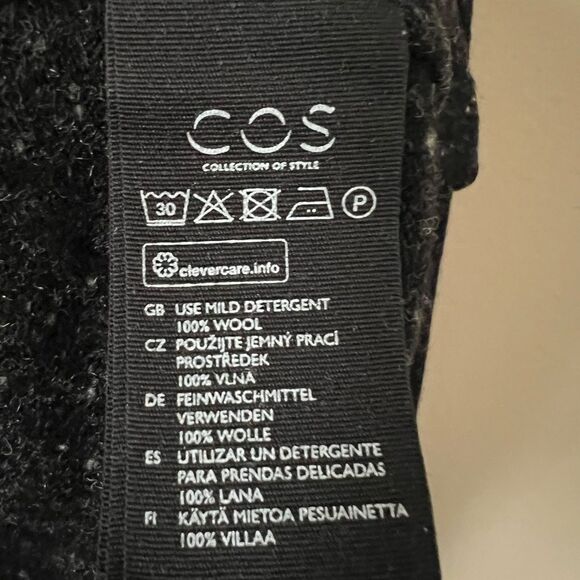 COS
COLLECTION OF STYLE
30 P
clevercare.info
GB USE MILD DETERGENT
100% WOOL
CZ POUŽIJTE JEMNÝ PRACÍ
PROSTŘEDEK
100% VLNA
DE FEINWASCHMITTEL
VERWENDEN
100% WOLLE
ES UTILIZAR UN DETERGENTE
PARA PRENDAS DELICADAS
100% LANA
FI KÄYTÄ MIETOA PESUAINETTA
100% VILLAA